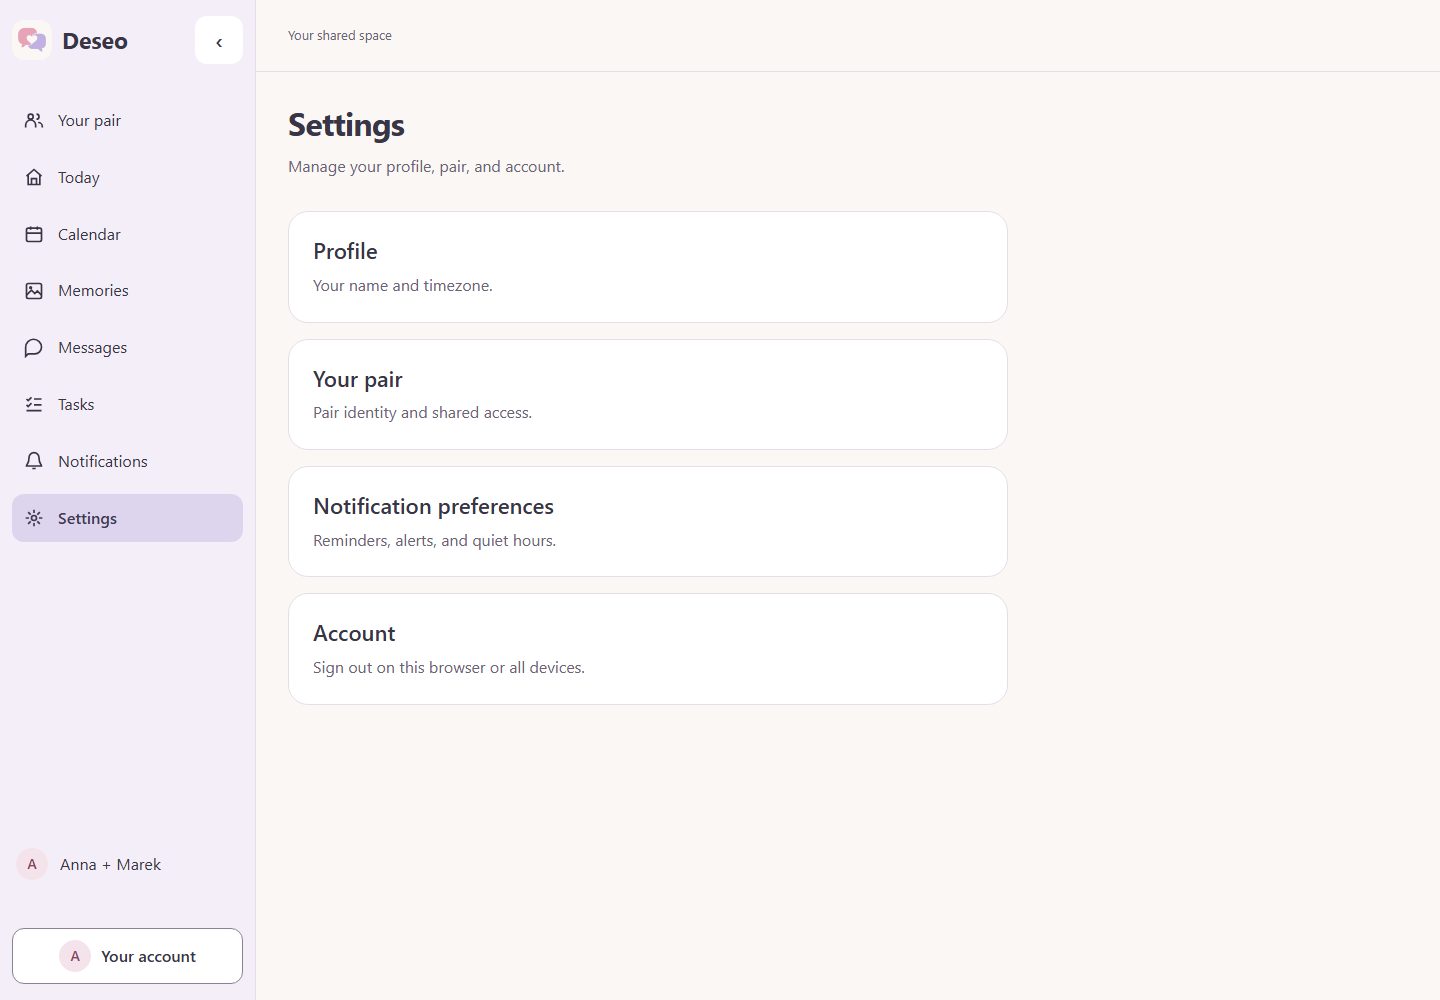 Deseo
‹
Your pair
Today
Calendar
Memories
Messages
Tasks
Notifications
Settings
A
Anna + Marek
A
Your account
Your shared space
Settings
Manage your profile, pair, and account.
Profile
Your name and timezone.
Your pair
Pair identity and shared access.
Notification preferences
Reminders, alerts, and quiet hours.
Account
Sign out on this browser or all devices.